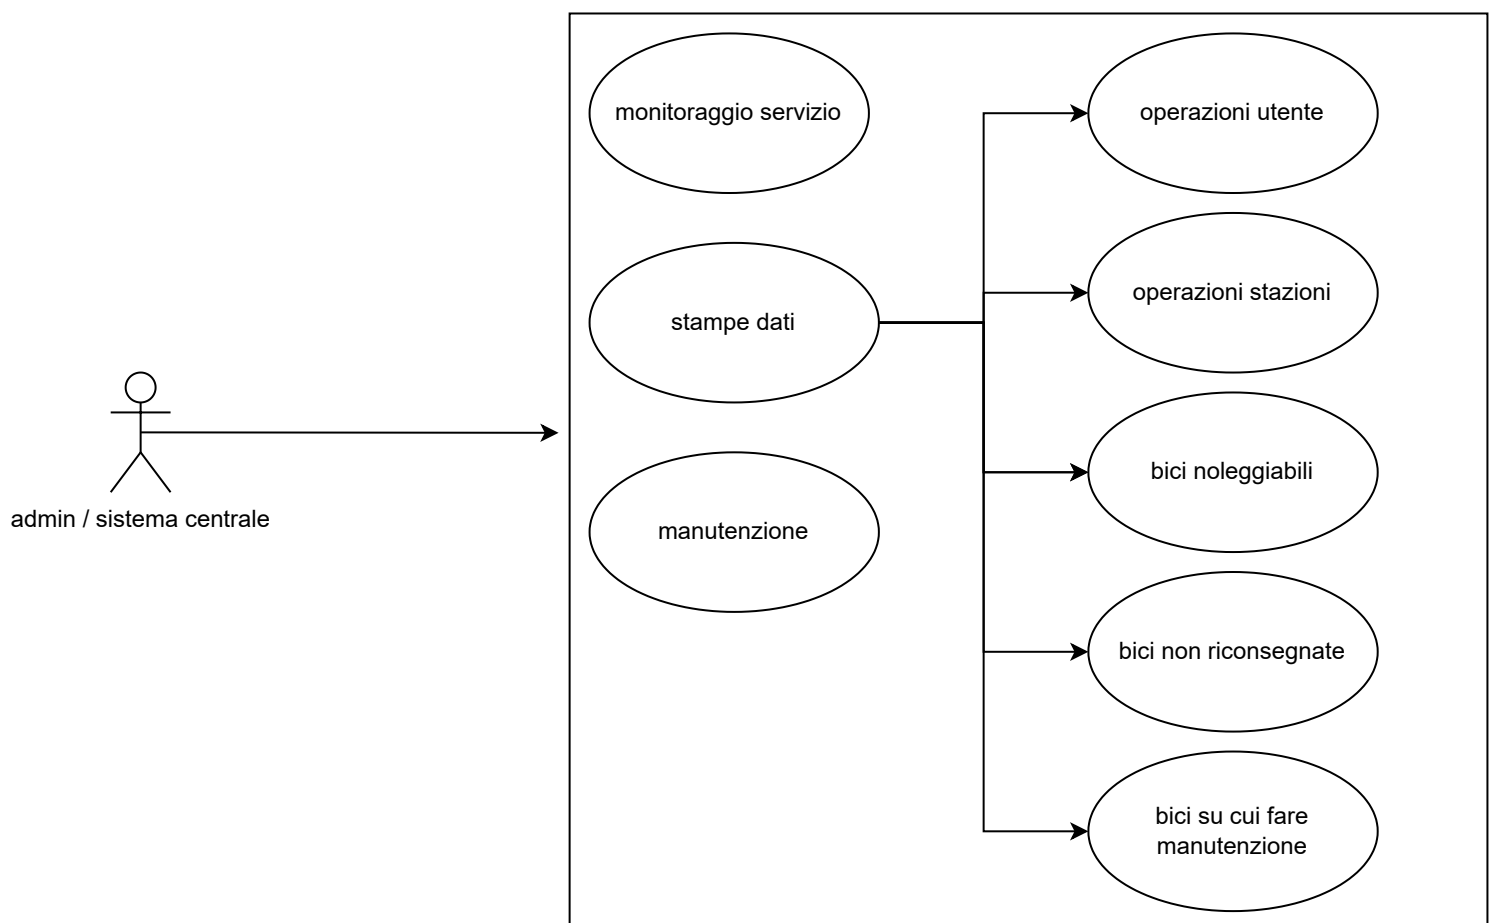 monitoraggio servizio
operazioni utente
stampe dati
operazioni stazioni
admin / sistema centrale
manutenzione
bici noleggiabili
bici non riconsegnate
bici su cui fare
manutenzione